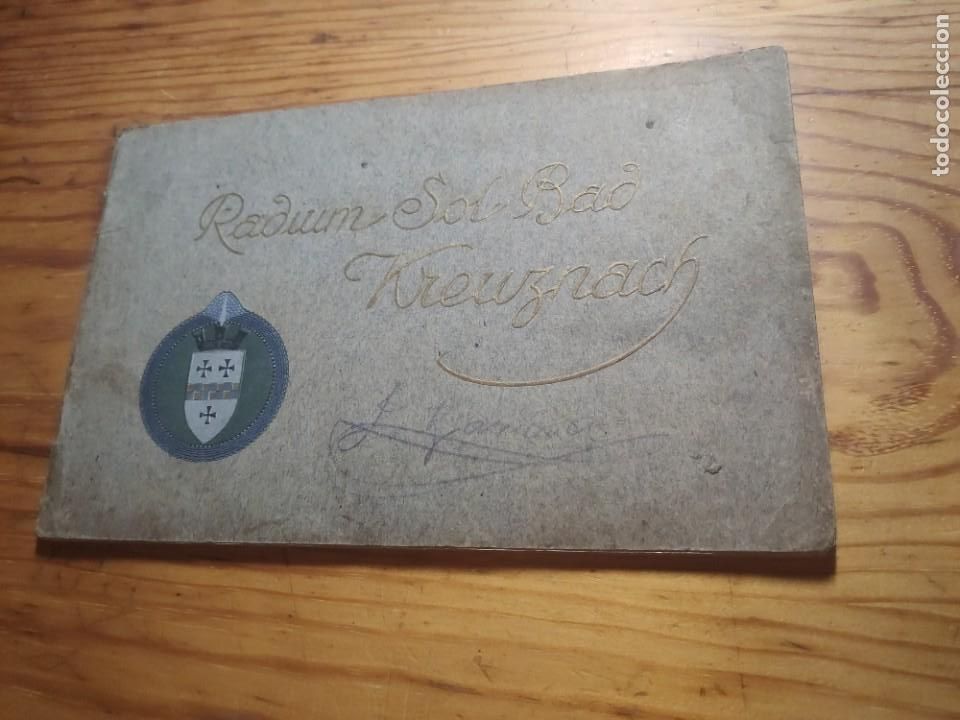 Radium Sol Bad
Kreuznach
todocoleccion